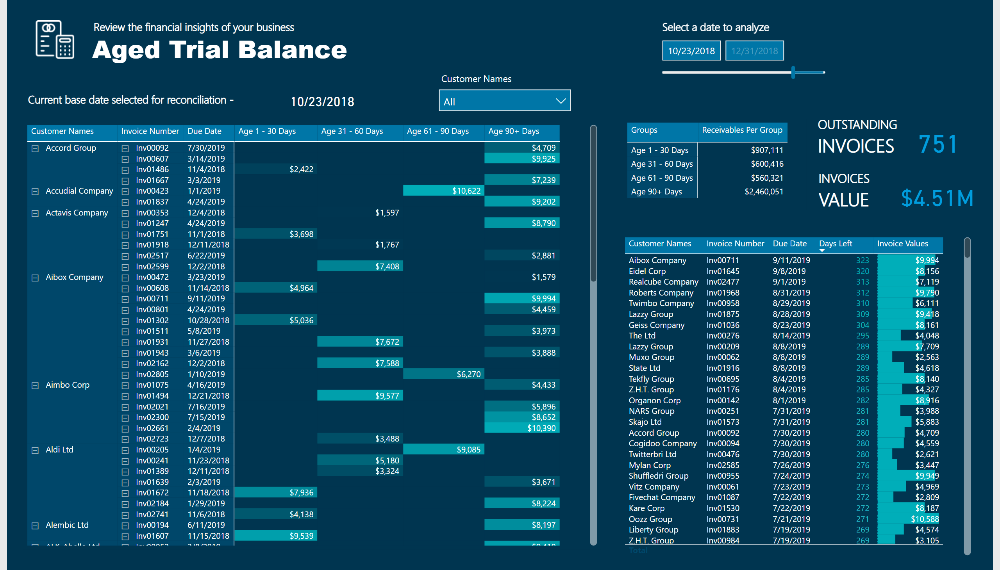 Review the financial insights of your business
Aged Trial Balance
Select a date to analyze
10/23/2018 12/31/2018
Customer Names
All
Current base date selected for reconciliation - 10/23/2018
Customer Names Invoice Number Due Date Age 1 - 30 Days Age 31 - 60 Days Age 61 - 90 Days Age 90+ Days
Accord Group Inv00092 7/30/2019 $4,709
Inv00607 3/14/2019 $9,925
Inv01486 11/4/2018 $2,422
Inv01667 3/3/2019 $7,239
Accudial Company Inv00423 1/1/2019 $10,622
Inv01837 4/24/2019 $9,202
Actavis Company Inv00353 12/4/2018 $1,597
Inv01247 4/24/2019 $8,790
Inv01751 11/1/2018 $3,698
Inv01918 12/11/2018 $1,767
Inv02517 6/22/2019 $2,881
Inv02599 12/2/2018 $7,408
Aibox Company Inv00472 3/23/2019 $1,579
Inv00608 11/14/2018 $4,964
Inv00711 9/11/2019 $9,994
Inv00801 4/24/2019 $4,459
Inv01302 10/28/2018 $5,036
Inv01511 5/8/2019 $3,973
Inv01931 11/27/2018 $7,672
Inv01943 3/6/2019 $3,888
Inv02162 12/2/2018 $7,588
Inv02805 1/10/2019 $6,270
Aimbo Corp Inv01075 4/16/2019 $4,433
Inv01494 12/21/2018 $9,577
Inv02021 7/16/2019 $5,896
Inv02300 7/15/2019 $8,652
Inv02661 2/4/2019 $10,390
Inv02723 12/7/2018 $3,488
Aldi Ltd Inv00205 1/4/2019 $9,085
Inv00241 11/23/2018 $5,180
Inv01389 12/11/2018 $3,324
Inv01639 2/3/2019 $3,671
Inv01672 11/18/2018 $7,936
Inv02184 1/29/2019 $8,224
Inv02741 11/6/2018 $4,138
Alembic Ltd Inv00194 6/11/2019 $8,197
Inv01607 11/15/2018 $9,539
Groups Receivables Per Group
Age 1 - 30 Days $907,111
Age 31 - 60 Days $600,416
Age 61 - 90 Days $560,321
Age 90+ Days $2,460,051
OUTSTANDING
INVOICES 751
INVOICES
VALUE $4.51M
Customer Names Invoice Number Due Date Days Left Invoice Values
Aibox Company Inv00711 9/11/2019 323 $9,994
Eidel Corp Inv01645 9/8/2019 320 $8,156
Realcube Company Inv02477 9/1/2019 313 $7,119
Roberts Company Inv01968 8/31/2019 312 $9,790
Twimbo Company Inv00958 8/29/2019 310 $6,111
Lazzy Group Inv01875 8/28/2019 309 $9,418
Geiss Company Inv01036 8/23/2019 304 $8,161
The Ltd Inv00276 8/14/2019 295 $4,048
Lazzy Group Inv00209 8/8/2019 289 $7,709
Muxo Group Inv00062 8/8/2019 289 $2,563
State Ltd Inv01916 8/8/2019 289 $4,618
Tekfly Group Inv00695 8/4/2019 285 $8,140
Z.H.T. Group Inv01176 8/4/2019 285 $4,327
Organon Corp Inv00142 8/1/2019 282 $8,916
NARS Group Inv00251 7/31/2019 281 $3,988
Skajo Ltd Inv01573 7/31/2019 281 $5,883
Accord Group Inv00092 7/30/2019 280 $4,709
Cogidoo Company Inv00094 7/30/2019 280 $4,559
Twitterbri Ltd Inv00476 7/30/2019 280 $2,621
Mylan Corp Inv02585 7/26/2019 276 $3,447
Shuffledri Group Inv00955 7/24/2019 274 $9,949
Vitz Company Inv00061 7/23/2019 273 $4,969
Fivechat Company Inv01087 7/22/2019 272 $2,809
Kare Corp Inv01530 7/22/2019 272 $8,187
Oozz Group Inv00731 7/21/2019 271 $10,588
Liberty Group Inv01883 7/19/2019 269 $4,574
Z.H.T. Group Inv00984 7/19/2019 269 $3,105
Total